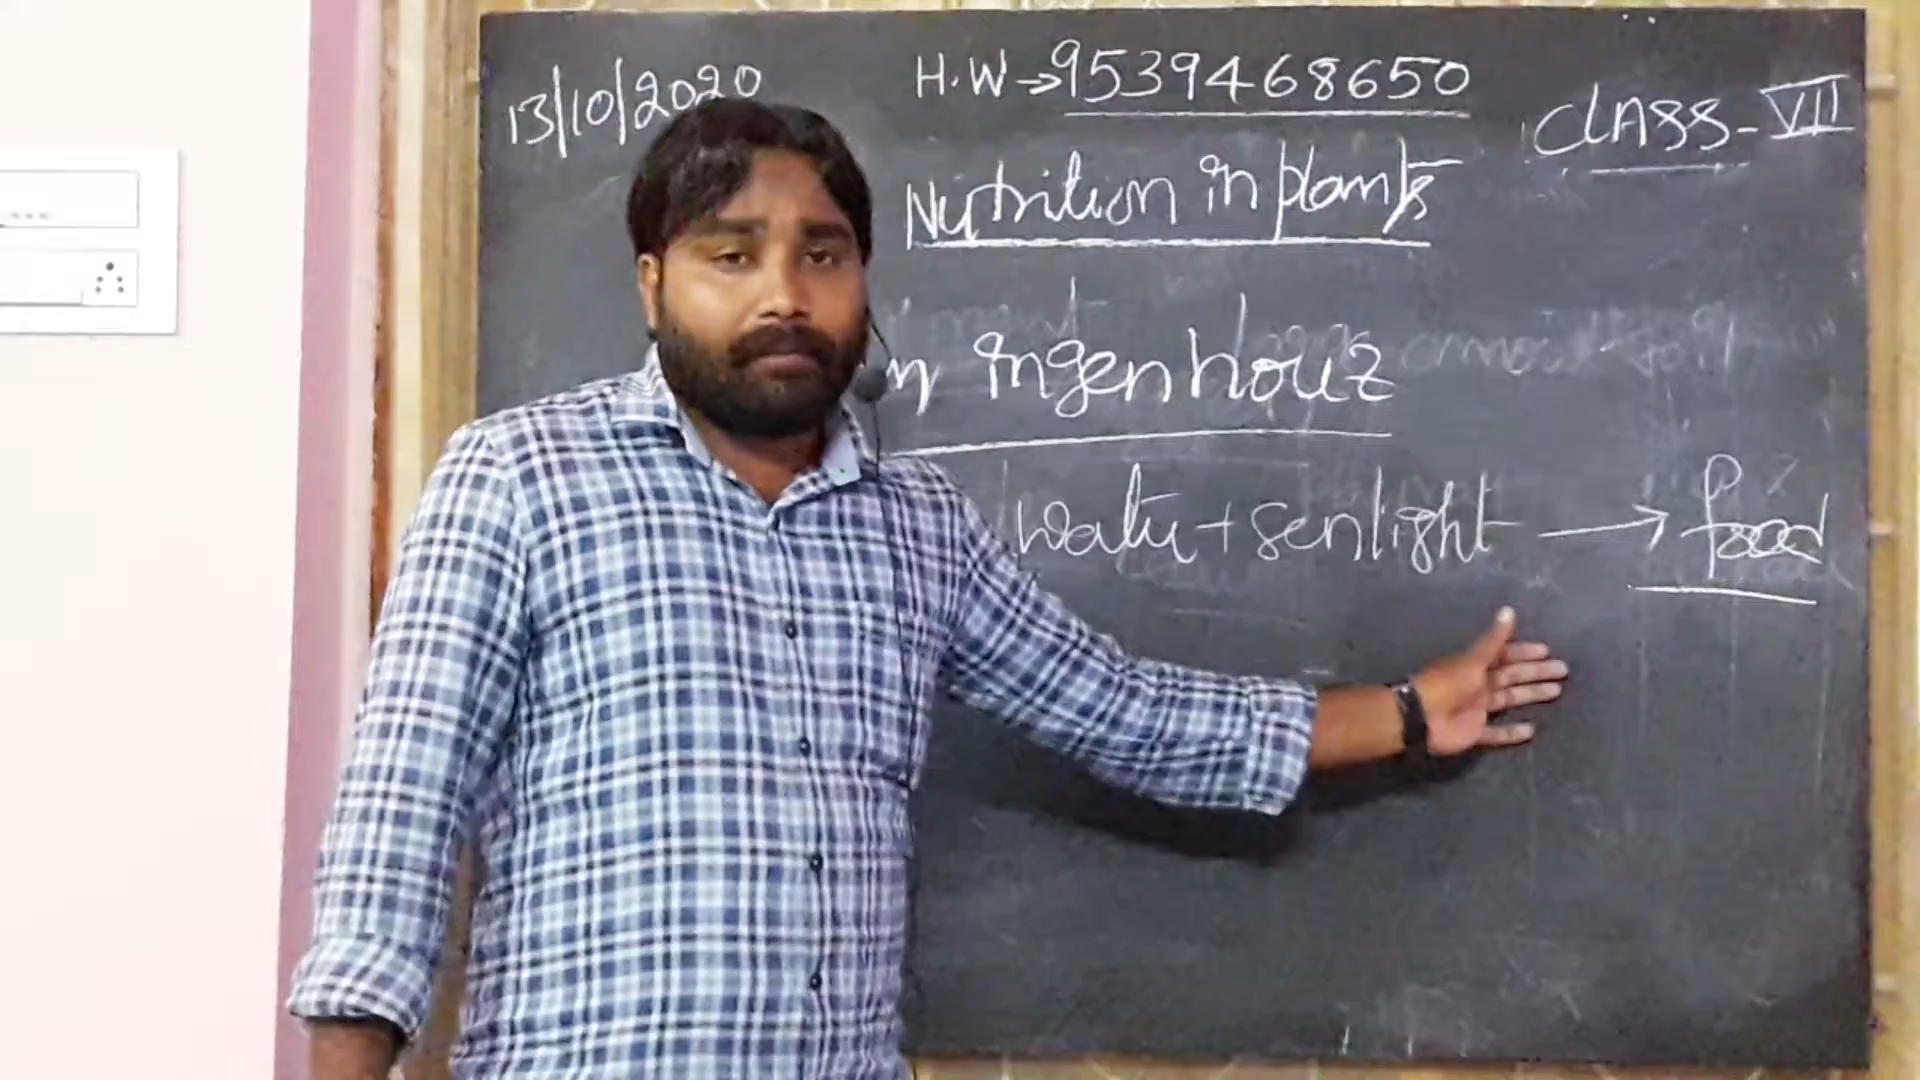 13/10/2020
H.W → 9539468650
CLASS - VII
Nutrition in plants
n Ingenhouz
water + sunlight → food